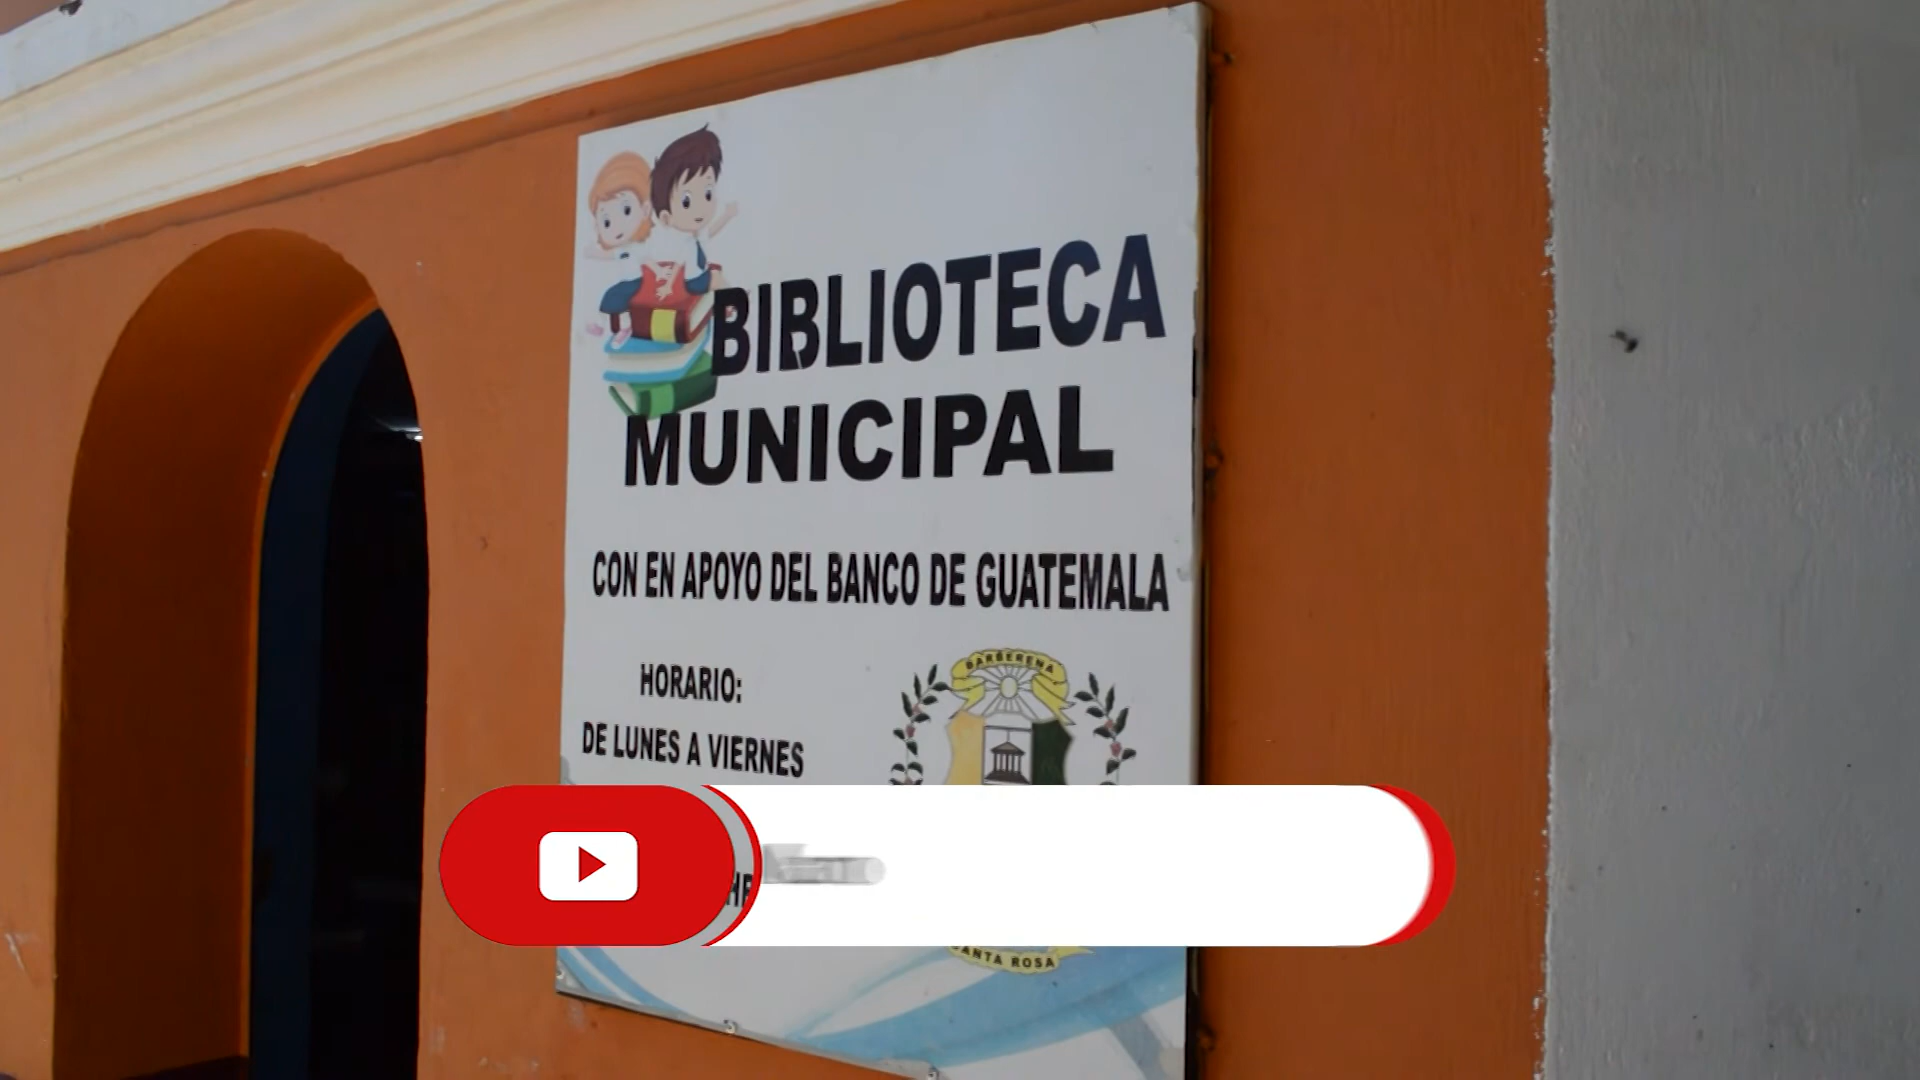 BIBLIOTECA
MUNICIPAL
CON EN APOYO DEL BANCO DE GUATEMALA
HORARIO:
DE LUNES A VIERNES
BARBERENA
SANTA ROSA